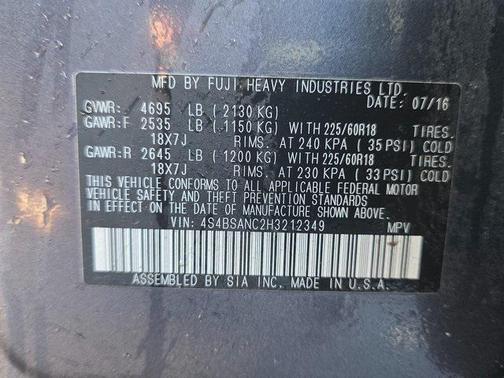 MFD BY FUJI HEAVY INDUSTRIES LTD.
DATE: 07/16
GVWR: 4695 LB ( 2130 KG)
GAWR:F 2535 LB ( 1150 KG) WITH 225/60R18 TIRES.
18X7J RIMS. AT 240 KPA ( 35 PSI) COLD
GAWR:R 2645 LB ( 1200 KG) WITH 225/60R18 TIRES.
18X7J RIMS. AT 230 KPA ( 33 PSI) COLD
THIS VEHICLE CONFORMS TO ALL APPLICABLE FEDERAL MOTOR
VEHICLE SAFETY AND THEFT PREVENTION STANDARDS IN
EFFECT ON THE DATE OF MANUFACTURE SHOWN ABOVE.
VIN: 4S4BSANC2H3212349 MPV
ASSEMBLED BY SIA INC. MADE IN U.S.A.